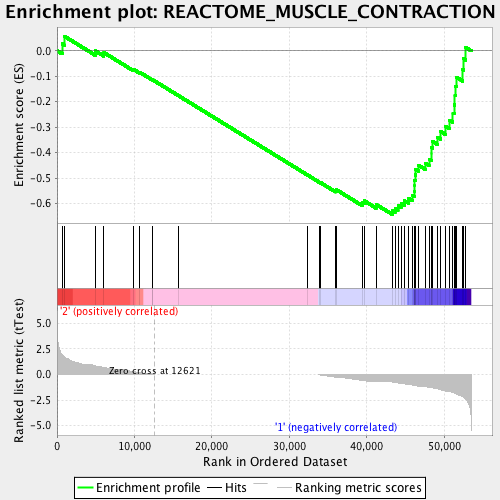 Enrichment plot: REACTOME_MUSCLE_CONTRACTION
Enrichment score (ES)
0.0
-0.1
-0.2
-0.3
-0.4
-0.5
-0.6
'2' (positively correlated)
Ranked list metric (tTest)
5.0
2.5
0.0
-2.5
-5.0
Zero cross at 12621
'1' (negatively correlated)
0
10,000
20,000
30,000
40,000
50,000
Rank in Ordered Dataset
Enrichment profile
Hits
Ranking metric scores